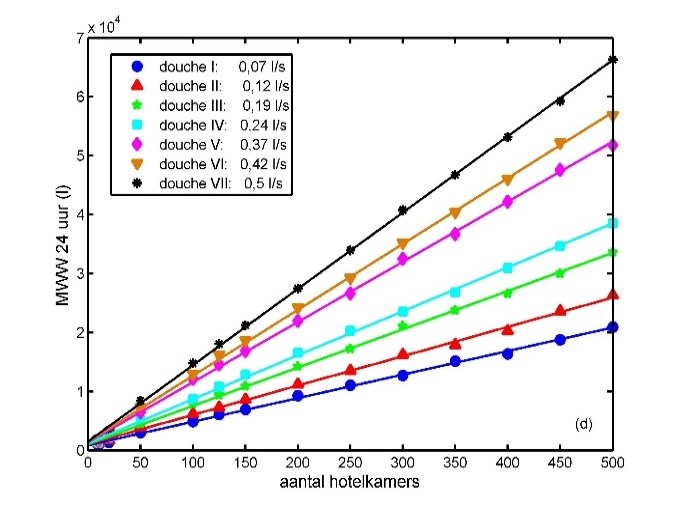 x 10⁴
7
6
5
4
3
2
1
0
MWW 24 uur (l)
douche I: 0,07 l/s
douche II: 0,12 l/s
douche III: 0,19 l/s
douche IV: 0,24 l/s
douche V: 0,37 l/s
douche VI: 0,42 l/s
douche VII: 0,5 l/s
(d)
0 50 100 150 200 250 300 350 400 450 500
aantal hotelkamers